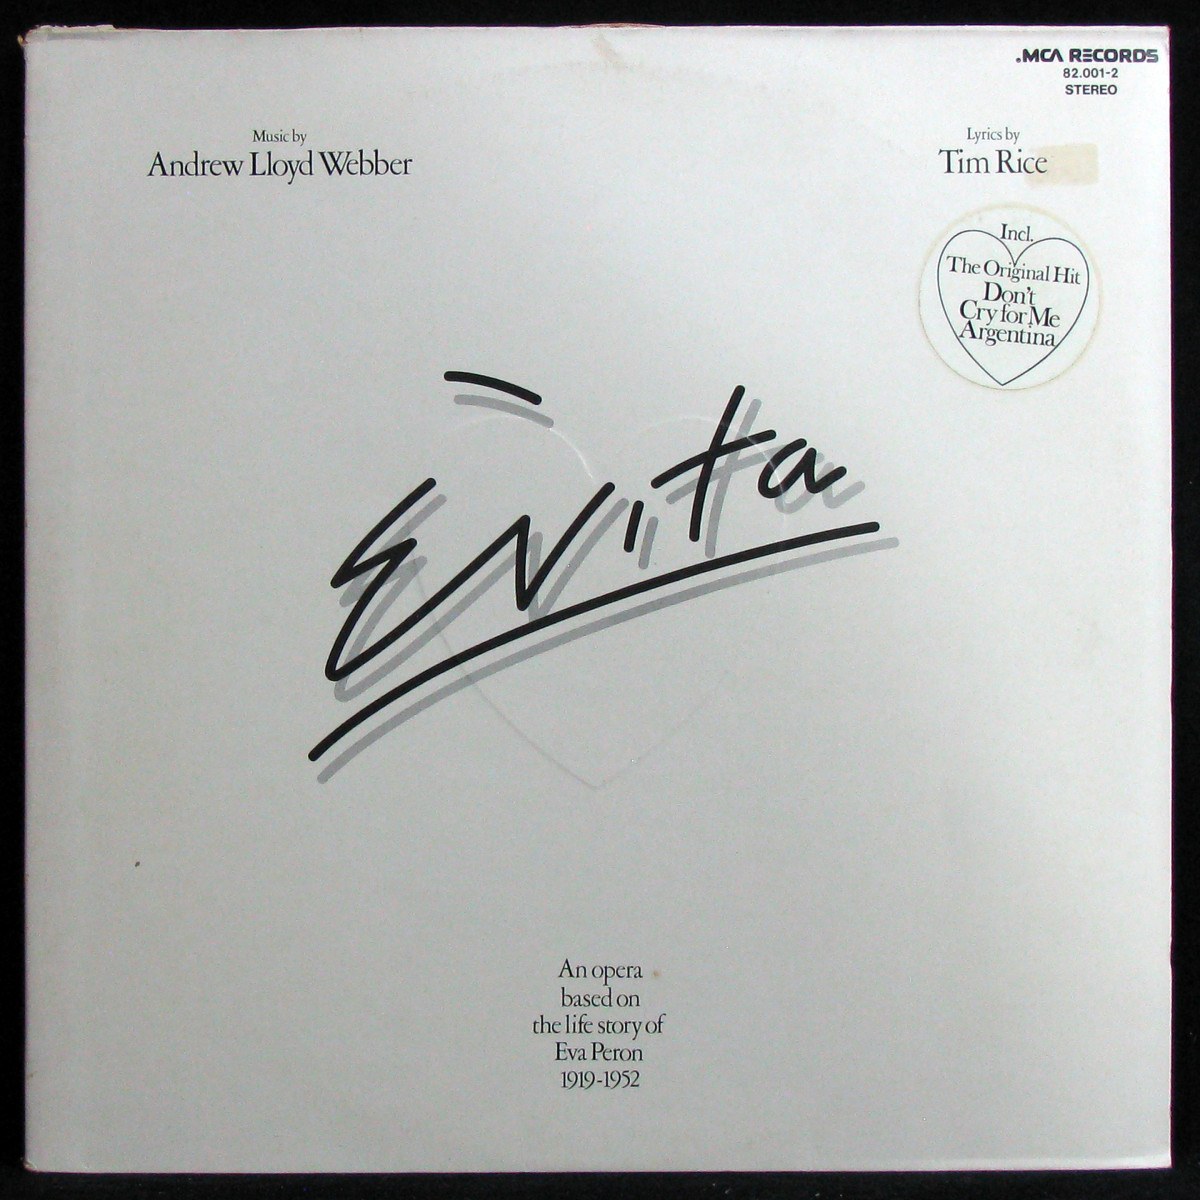 .MCA RECORDS
82.001-2
STEREO
Music by
Andrew Lloyd Webber
Lyrics by
Tim Rice
Incl.
The Original Hit
Don't
Cry for Me
Argentina
Evita
An opera
based on
the life story of
Eva Peron
1919-1952